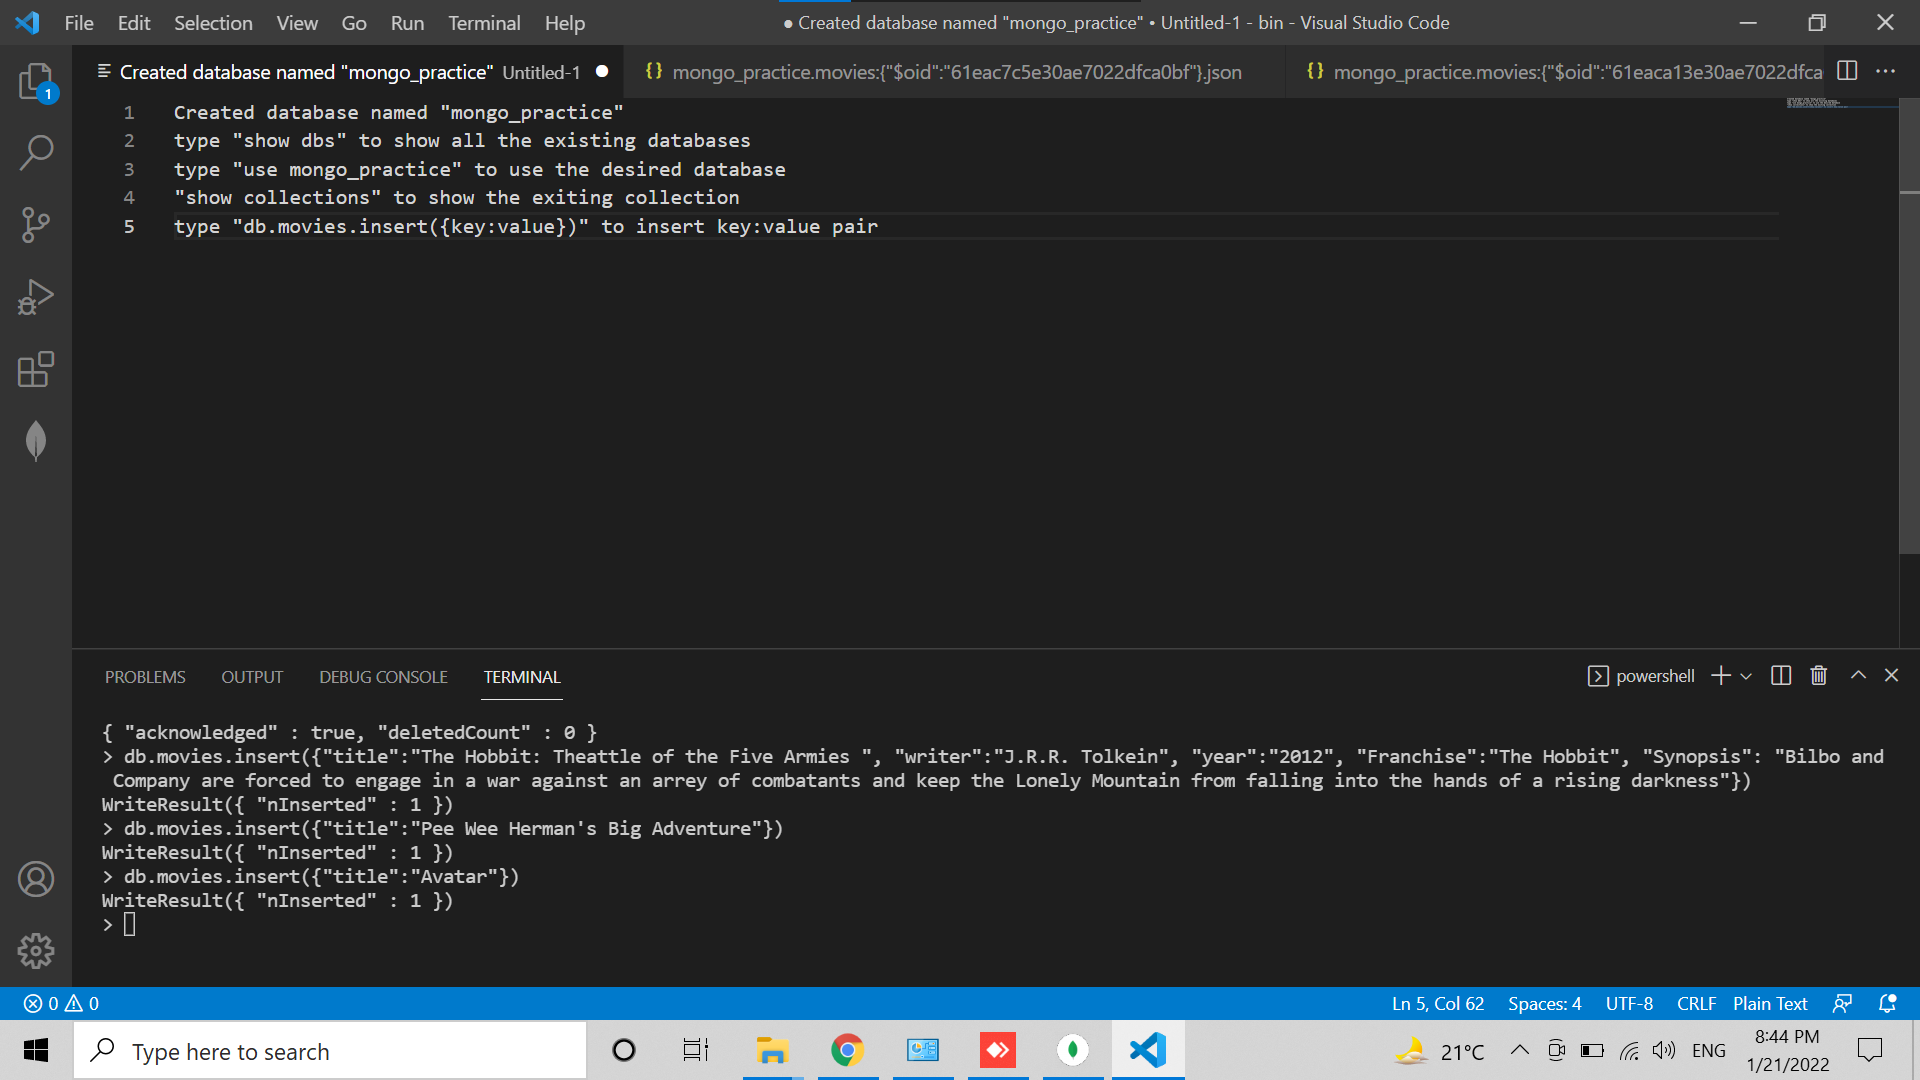 File Edit Selection View Go Run Terminal Help
● Created database named "mongo_practice" • Untitled-1 - bin - Visual Studio Code
Created database named "mongo_practice" Untitled-1 ●
{} mongo_practice.movies:{"$oid":"61eac7c5e30ae7022dfca0bf"}.json
{} mongo_practice.movies:{"$oid":"61eaca13e30ae7022dfca
1
1 Created database named "mongo_practice"
2 type "show dbs" to show all the existing databases
3 type "use mongo_practice" to use the desired database
4 "show collections" to show the exiting collection
5 type "db.movies.insert({key:value})" to insert key:value pair
PROBLEMS OUTPUT DEBUG CONSOLE TERMINAL
powershell
{ "acknowledged" : true, "deletedCount" : 0 }
> db.movies.insert({"title":"The Hobbit: Theattle of the Five Armies ", "writer":"J.R.R. Tolkein", "year":"2012", "Franchise":"The Hobbit", "Synopsis": "Bilbo and
Company are forced to engage in a war against an arrey of combatants and keep the Lonely Mountain from falling into the hands of a rising darkness"})
WriteResult({ "nInserted" : 1 })
> db.movies.insert({"title":"Pee Wee Herman's Big Adventure"})
WriteResult({ "nInserted" : 1 })
> db.movies.insert({"title":"Avatar"})
WriteResult({ "nInserted" : 1 })
>
0 0
Ln 5, Col 62 Spaces: 4 UTF-8 CRLF Plain Text
Type here to search
21°C
ENG
8:44 PM
1/21/2022